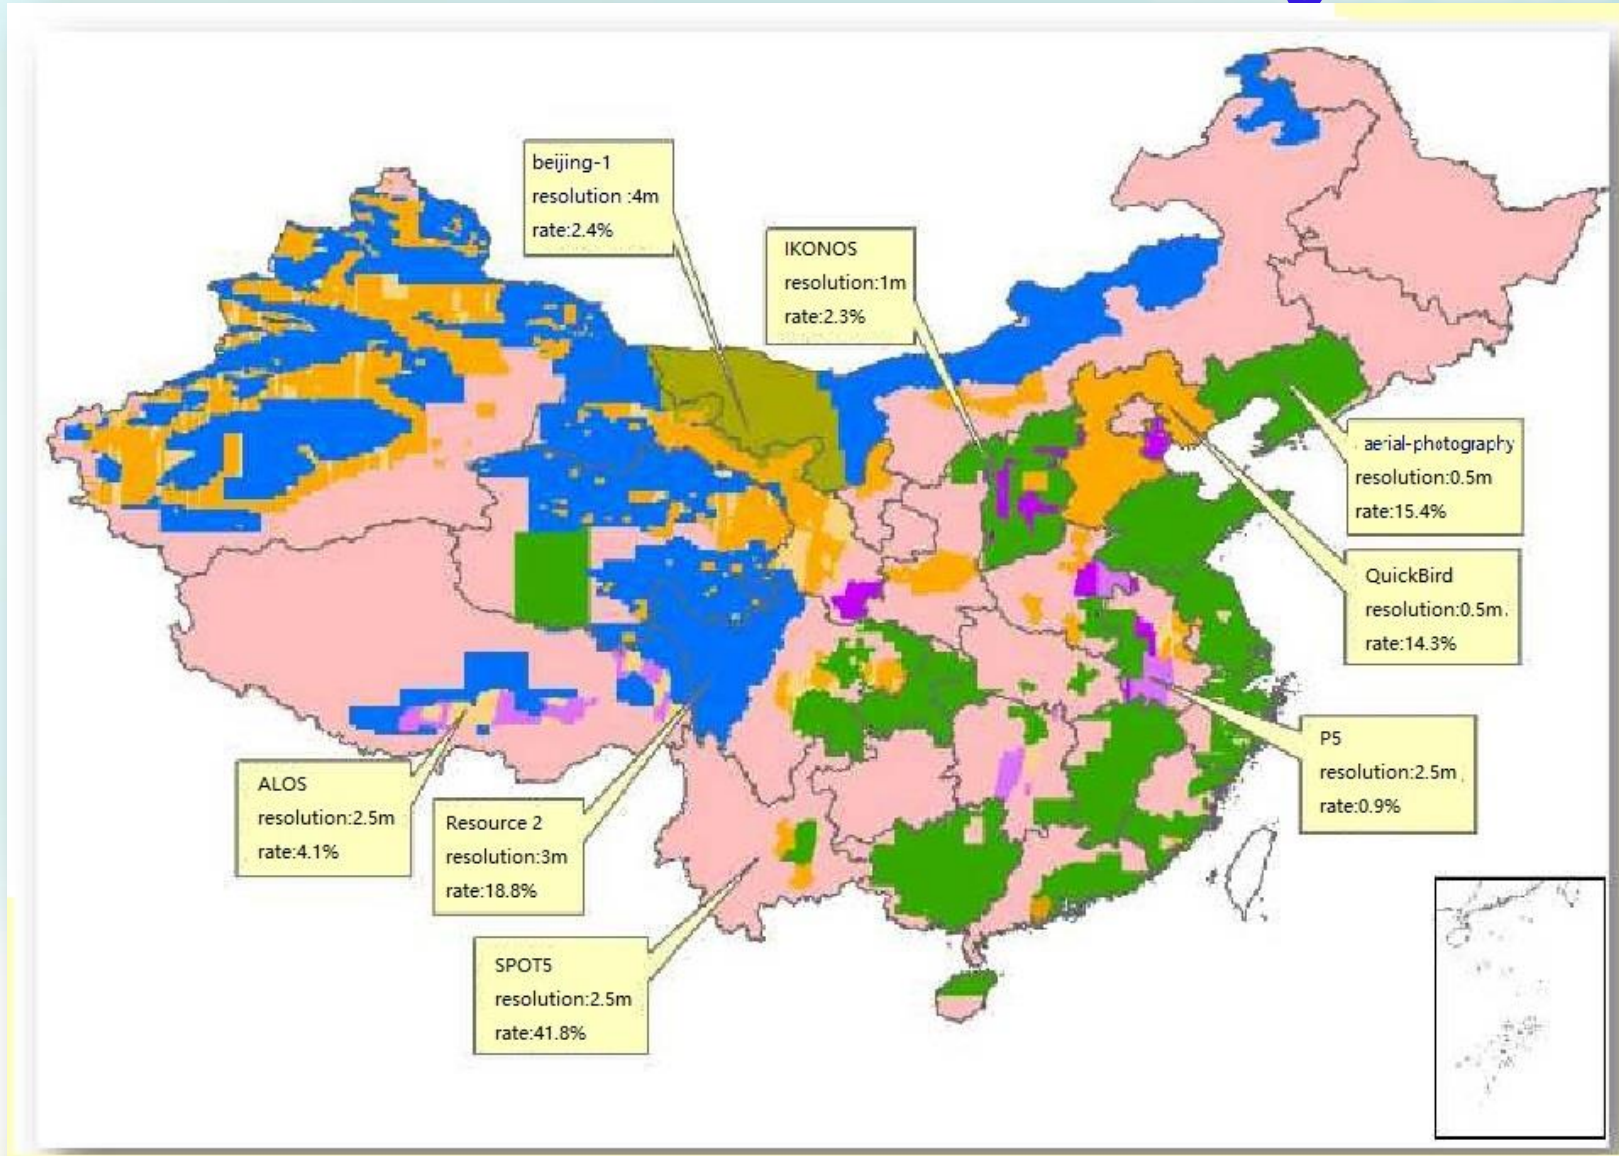 beijing-1
resolution :4m
rate:2.4%
IKONOS
resolution:1m
rate:2.3%
aerial-photography
resolution:0.5m
rate:15.4%
QuickBird
resolution:0.5m
rate:14.3%
P5
resolution:2.5m
rate:0.9%
ALOS
resolution:2.5m
rate:4.1%
Resource 2
resolution:3m
rate:18.8%
SPOT5
resolution:2.5m
rate:41.8%